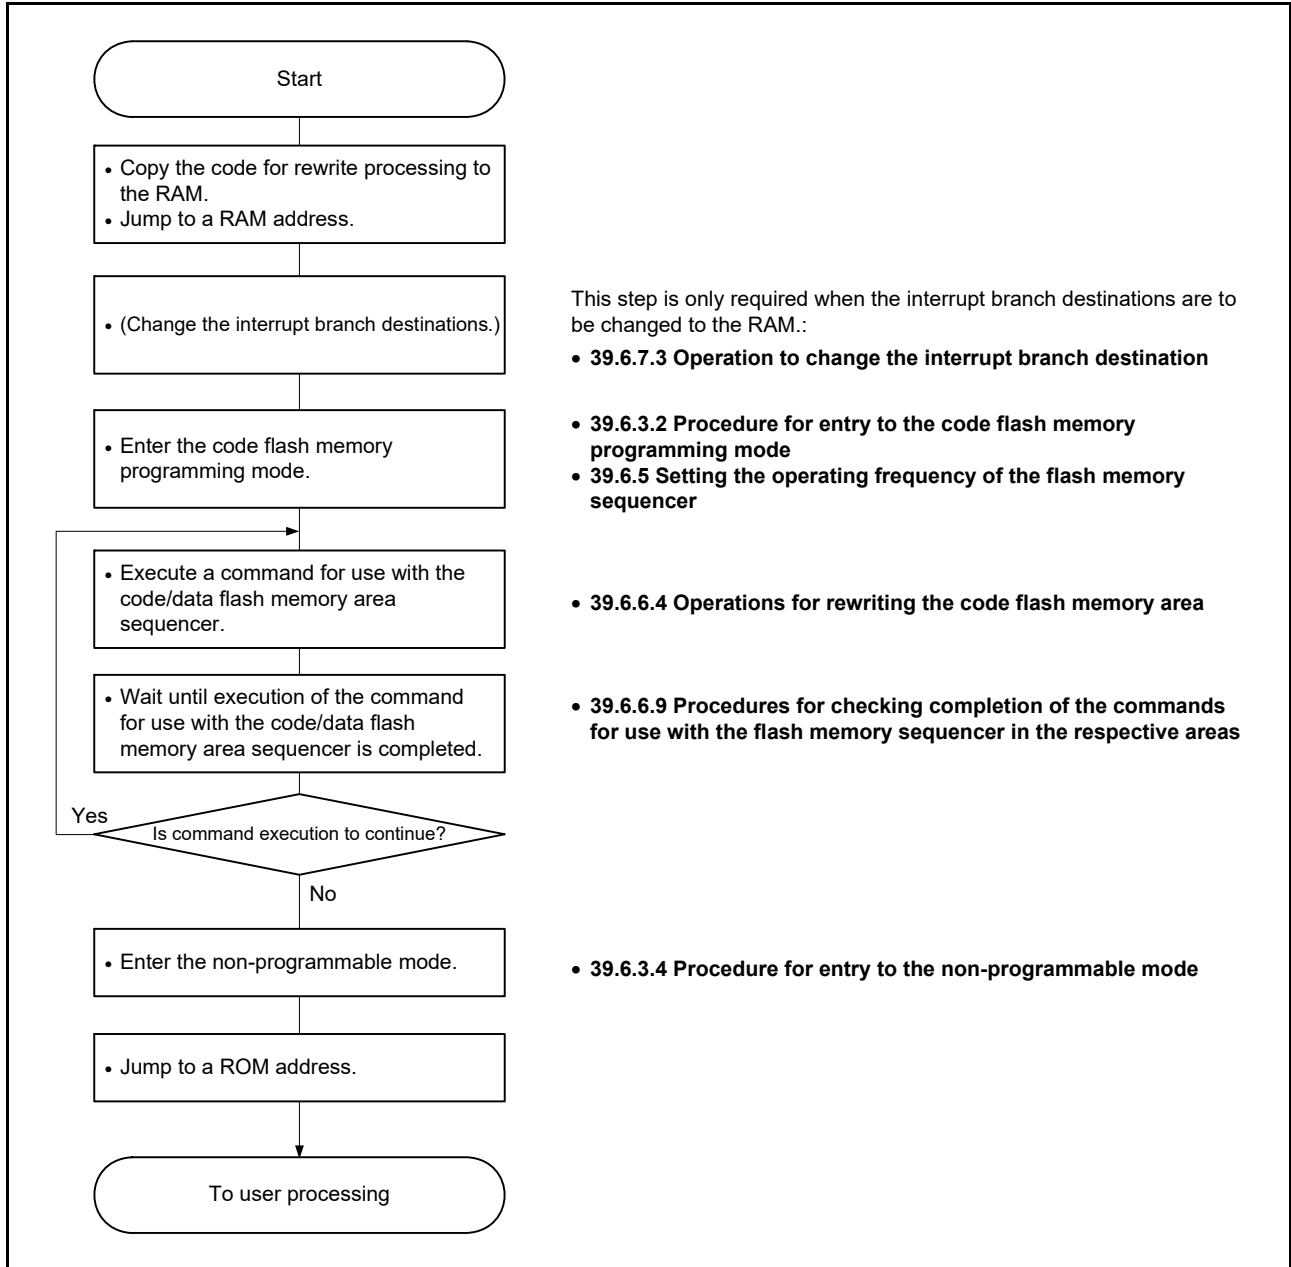 Start
• Copy the code for rewrite processing to
the RAM.
• Jump to a RAM address.
• (Change the interrupt branch destinations.)
This step is only required when the interrupt branch destinations are to
be changed to the RAM.:
• 39.6.7.3 Operation to change the interrupt branch destination
• Enter the code flash memory
programming mode.
• 39.6.3.2 Procedure for entry to the code flash memory
programming mode
• 39.6.5 Setting the operating frequency of the flash memory
sequencer
• Execute a command for use with the
code/data flash memory area
sequencer.
• 39.6.6.4 Operations for rewriting the code flash memory area
• Wait until execution of the command
for use with the code/data flash
memory area sequencer is completed.
• 39.6.6.9 Procedures for checking completion of the commands
for use with the flash memory sequencer in the respective areas
Yes
Is command execution to continue?
No
• Enter the non-programmable mode.
• 39.6.3.4 Procedure for entry to the non-programmable mode
• Jump to a ROM address.
To user processing